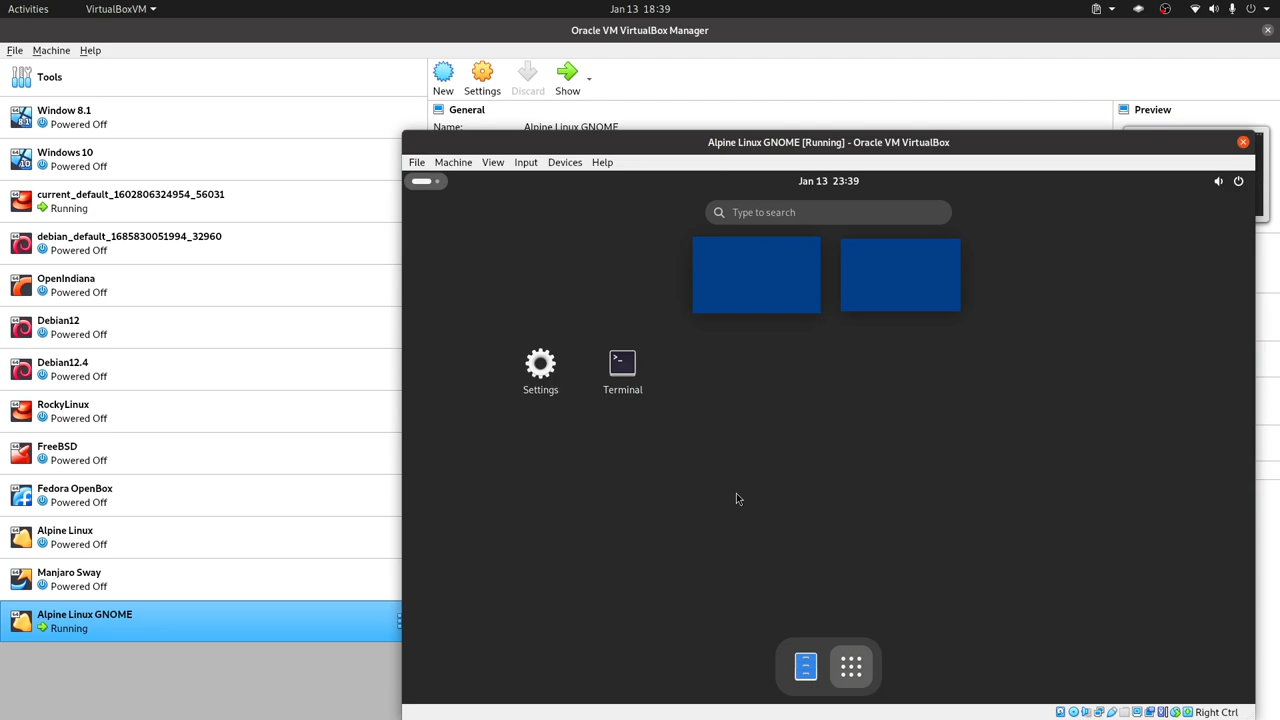 Activities
VirtualBoxVM
Jan 13 18:39
Oracle VM VirtualBox Manager
File Machine Help
Tools
New Settings Discard Show
General
Preview
Name: Alpine Linux GNOME
Window 8.1
Powered Off
Windows 10
Powered Off
current_default_1602806324954_56031
Running
debian_default_1685830051994_32960
Powered Off
OpenIndiana
Powered Off
Debian12
Powered Off
Debian12.4
Powered Off
RockyLinux
Powered Off
FreeBSD
Powered Off
Fedora OpenBox
Powered Off
Alpine Linux
Powered Off
Manjaro Sway
Powered Off
Alpine Linux GNOME
Running
Alpine Linux GNOME [Running] - Oracle VM VirtualBox
File Machine View Input Devices Help
Jan 13 23:39
Type to search
Settings
Terminal
Right Ctrl